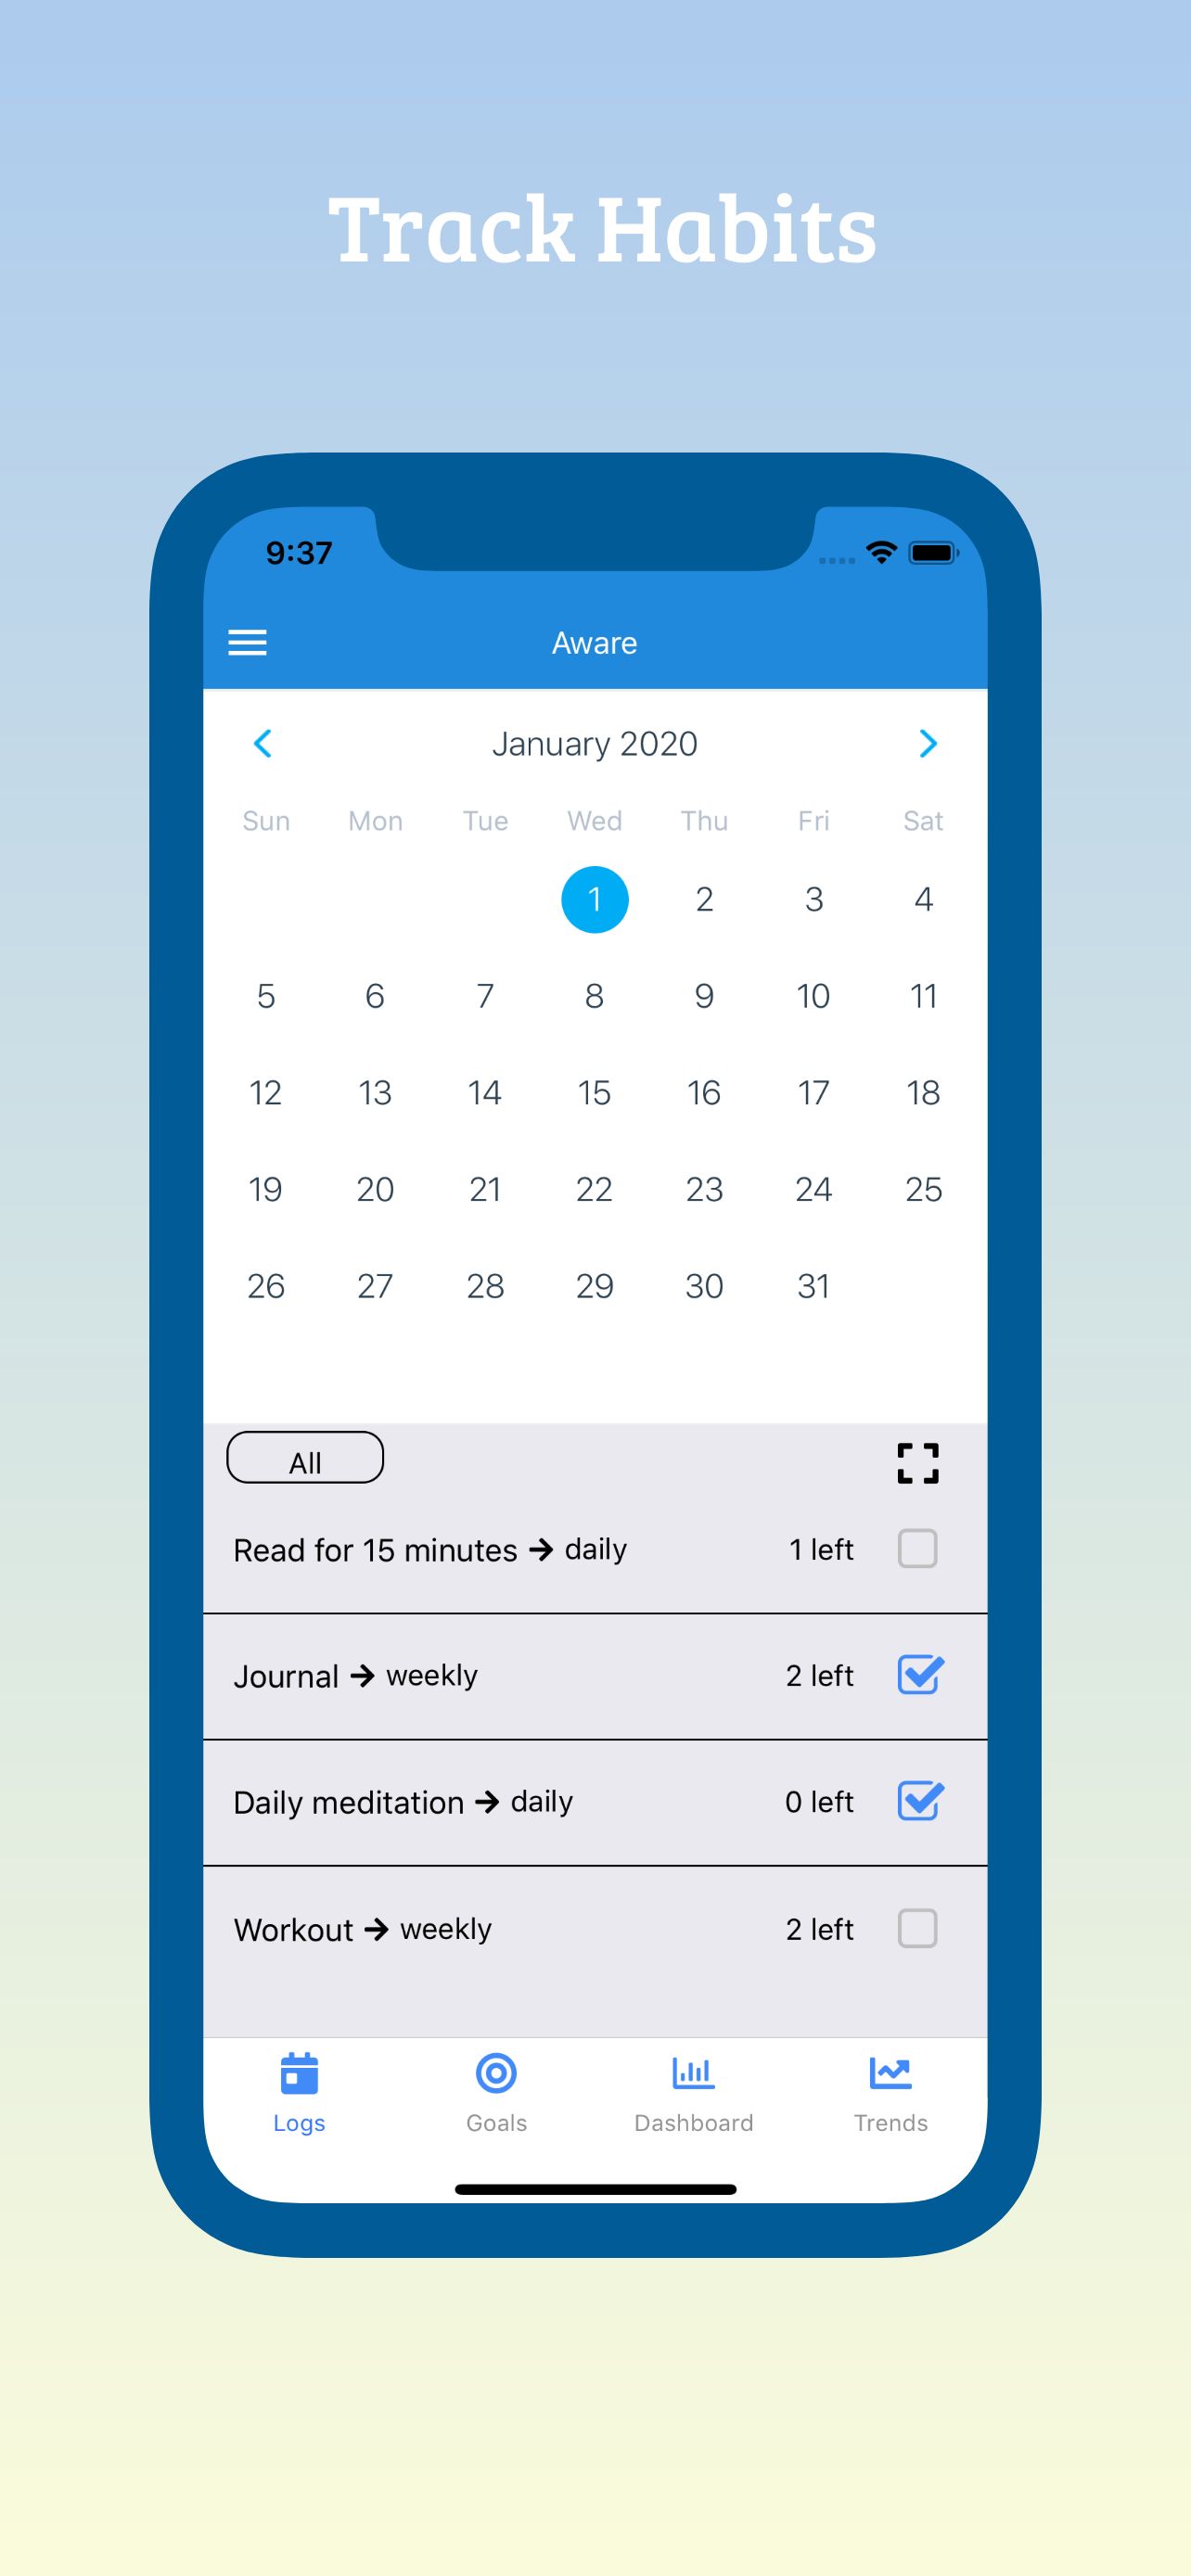 Track Habits
9:37
Aware
January 2020
Sun Mon Tue Wed Thu Fri Sat
1 2 3 4
5 6 7 8 9 10 11
12 13 14 15 16 17 18
19 20 21 22 23 24 25
26 27 28 29 30 31
All
Read for 15 minutes → daily 1 left
Journal → weekly 2 left
Daily meditation → daily 0 left
Workout → weekly 2 left
Logs Goals Dashboard Trends